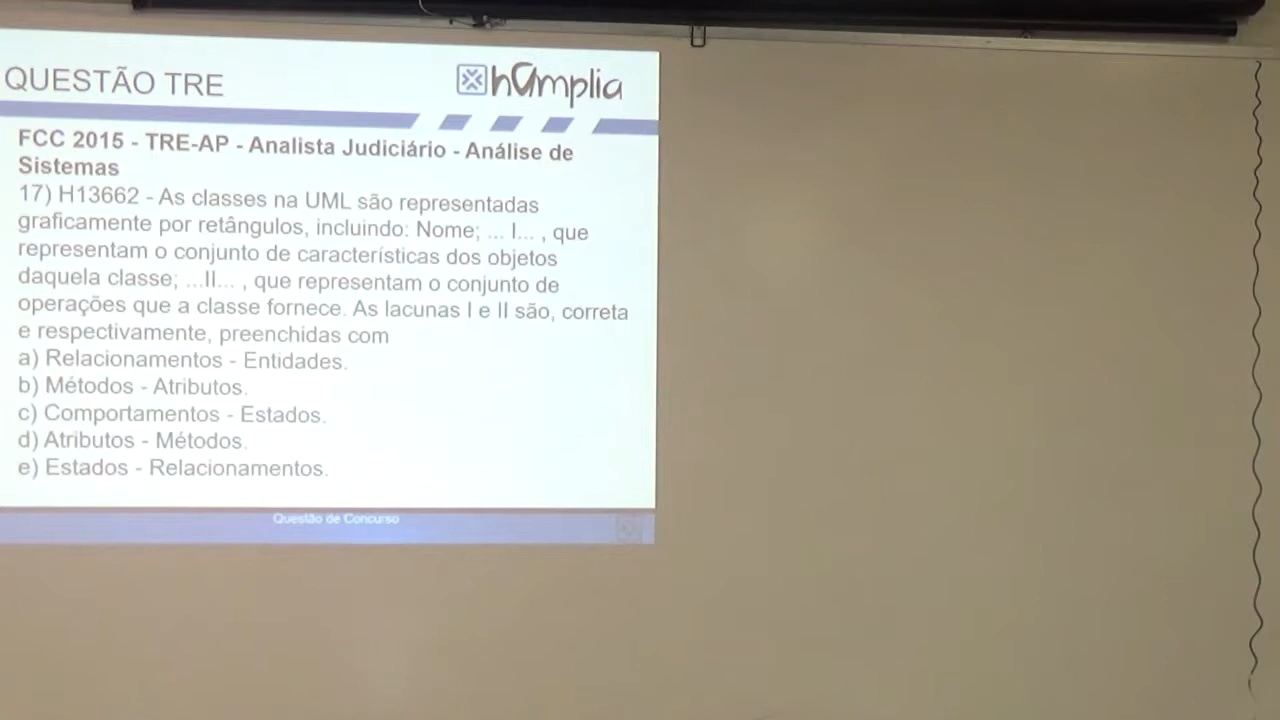 QUESTÃO TRE
hAmplia
FCC 2015 - TRE-AP - Analista Judiciário - Análise de
Sistemas
17) H13662 - As classes na UML são representadas
graficamente por retângulos, incluindo: Nome; ... I... , que
representam o conjunto de características dos objetos
daquela classe; ...II... , que representam o conjunto de
operações que a classe fornece. As lacunas I e II são, correta
e respectivamente, preenchidas com
a) Relacionamentos - Entidades.
b) Métodos - Atributos.
c) Comportamentos - Estados.
d) Atributos - Métodos.
e) Estados - Relacionamentos.
Questão de Concurso